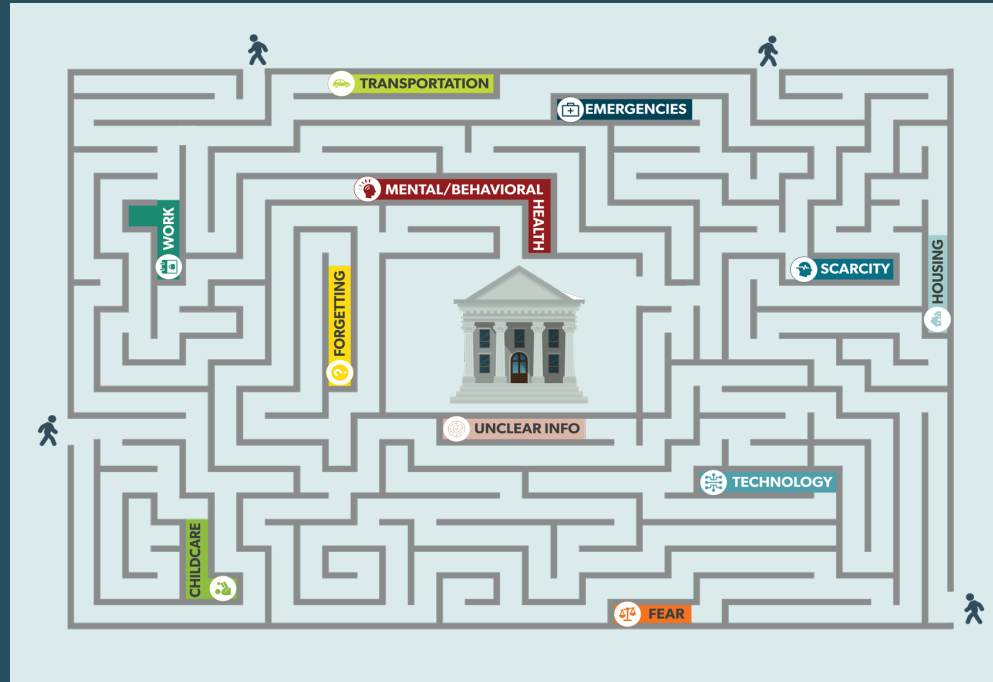 TRANSPORTATION
EMERGENCIES
MENTAL/BEHAVIORAL
HEALTH
WORK
HOUSING
SCARCITY
FORGETTING
UNCLEAR INFO
TECHNOLOGY
CHILDCARE
FEAR